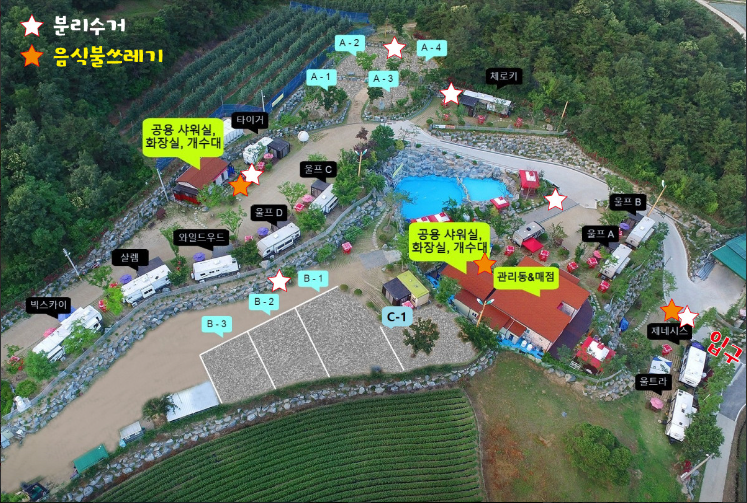 분리수거
음식물쓰레기
A - 2
A - 4
A - 1
A - 3
체로키
타이거
공용 샤워실,
화장실, 개수대
울프 C
울프 D
와일드우드
살렘
빅스카이
울프 B
울프 A
공용 샤워실,
화장실, 개수대
관리동&매점
B - 1
B - 2
B - 3
C-1
제네시스
입구
울트라